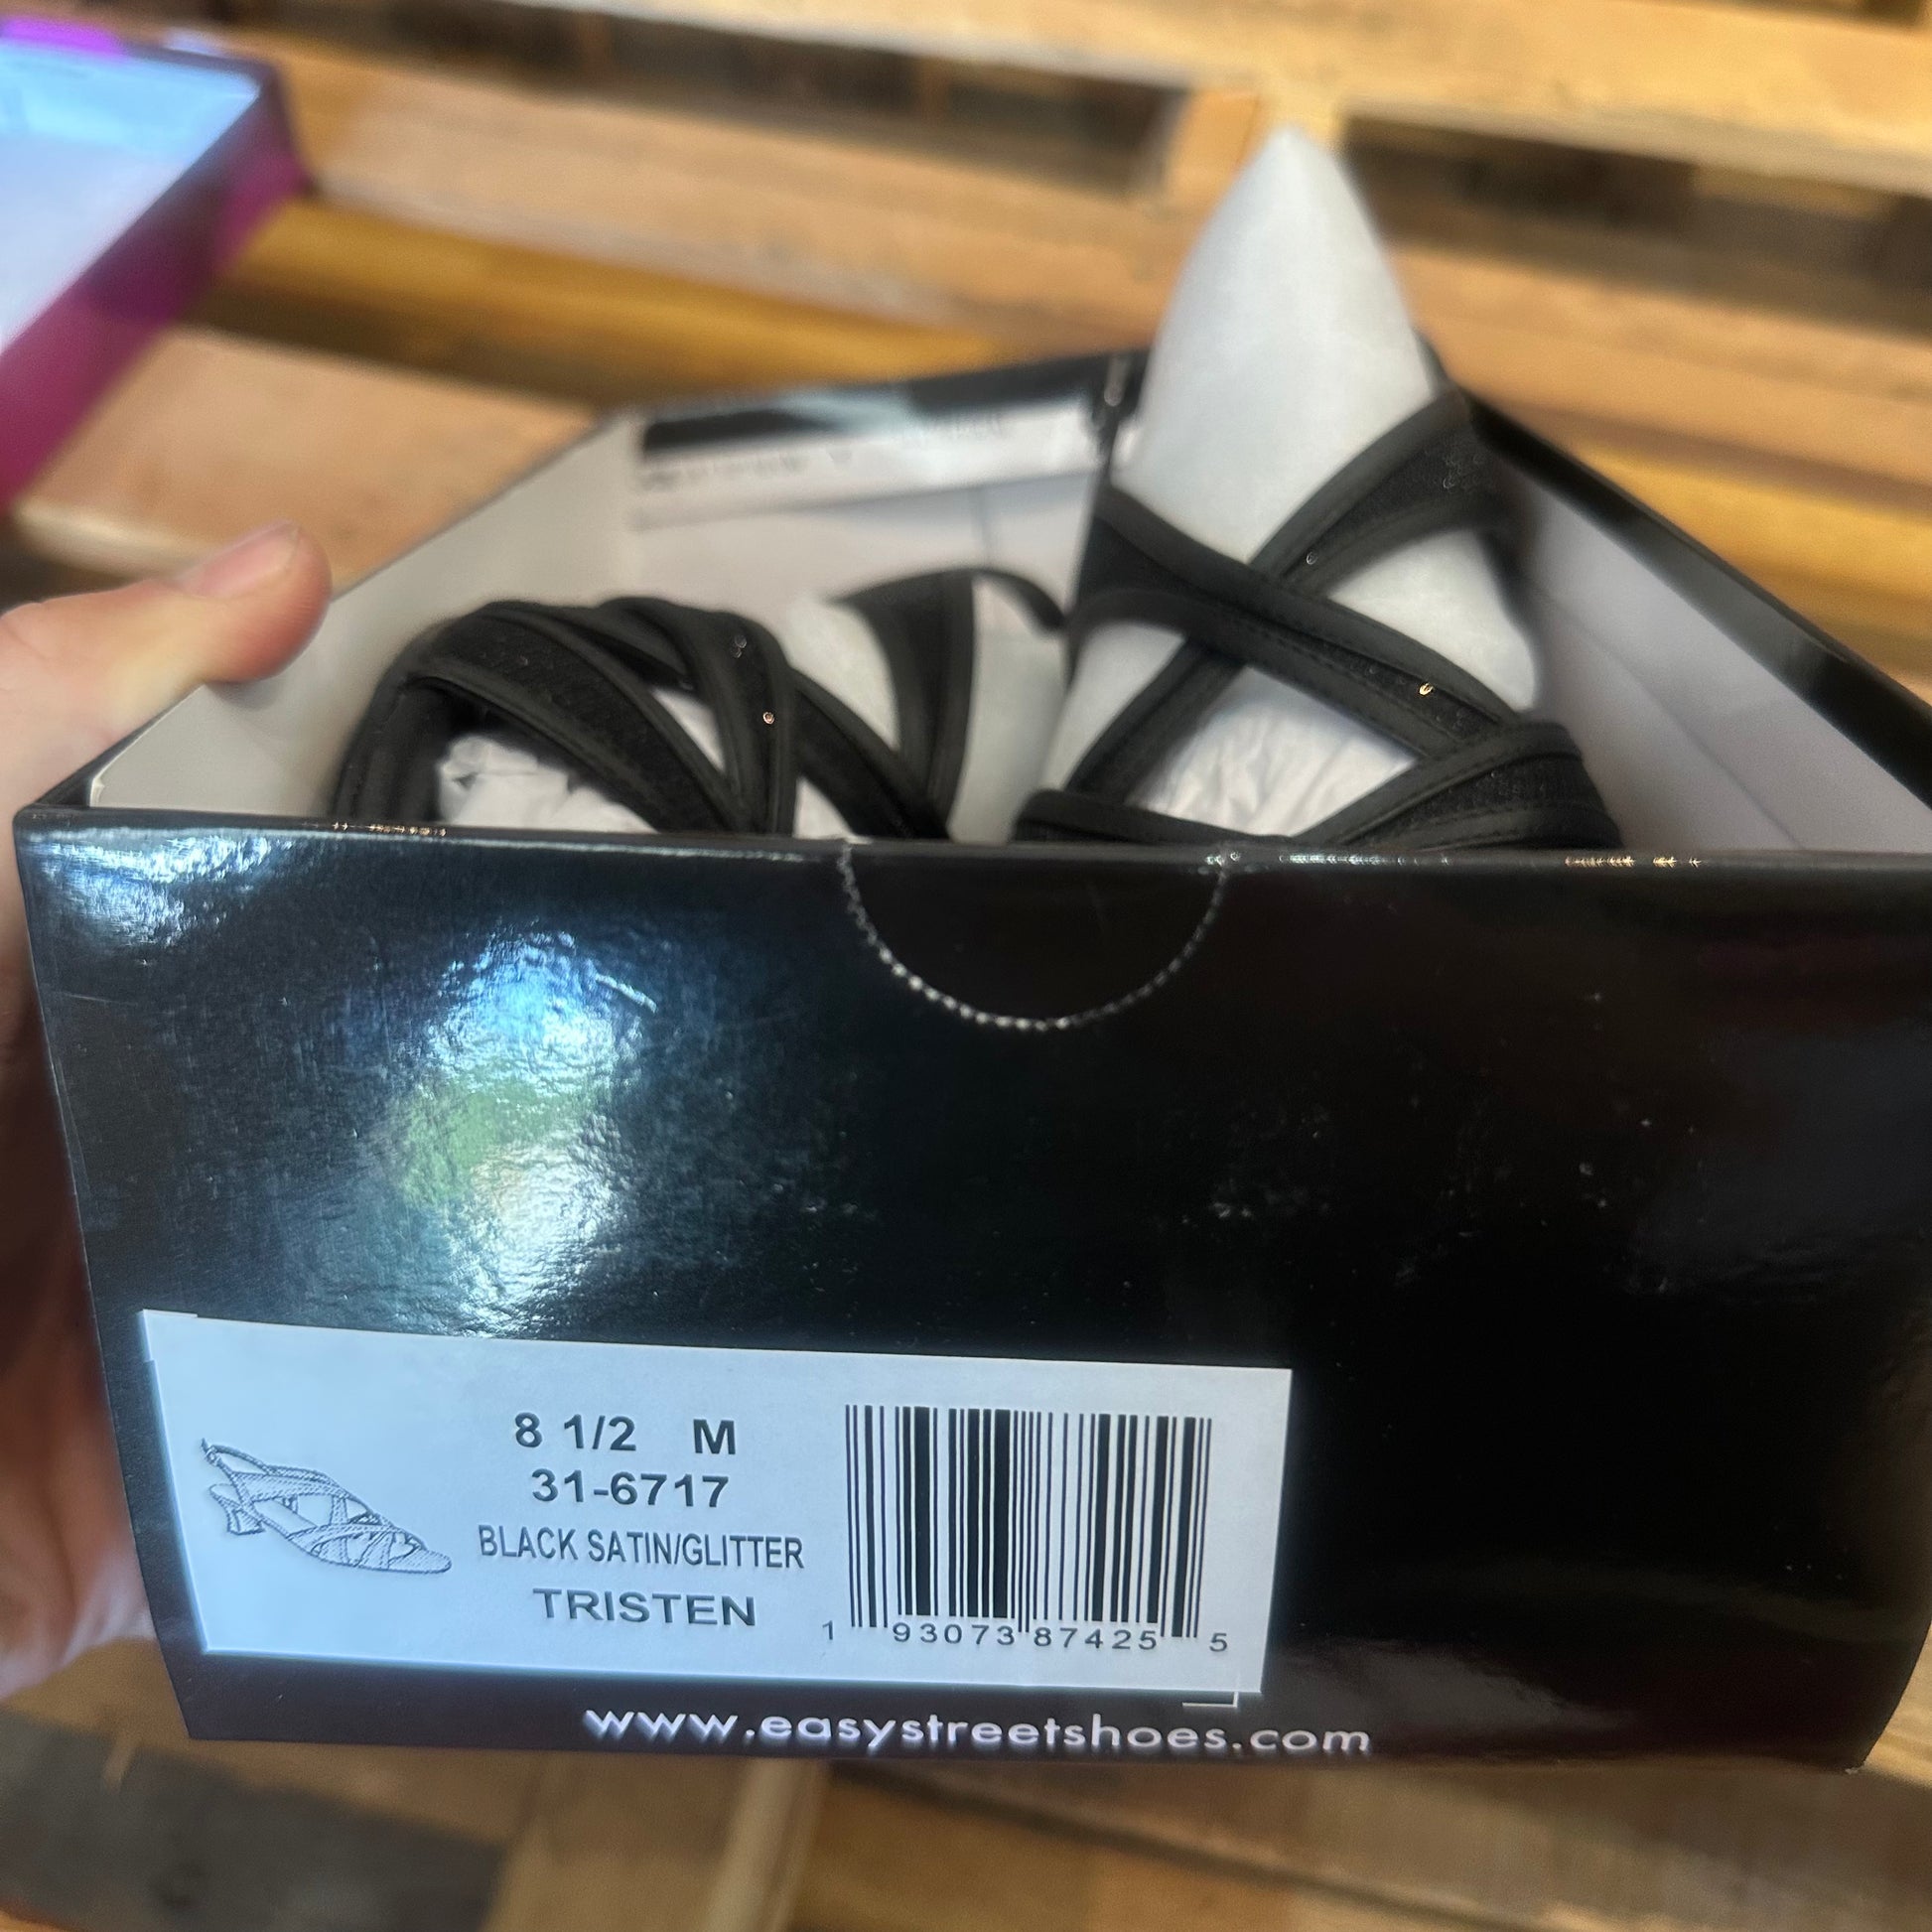 8 1/2 M
31-6717
BLACK SATIN/GLITTER
TRISTEN
1 93073 87425 5
www.easystreetshoes.com